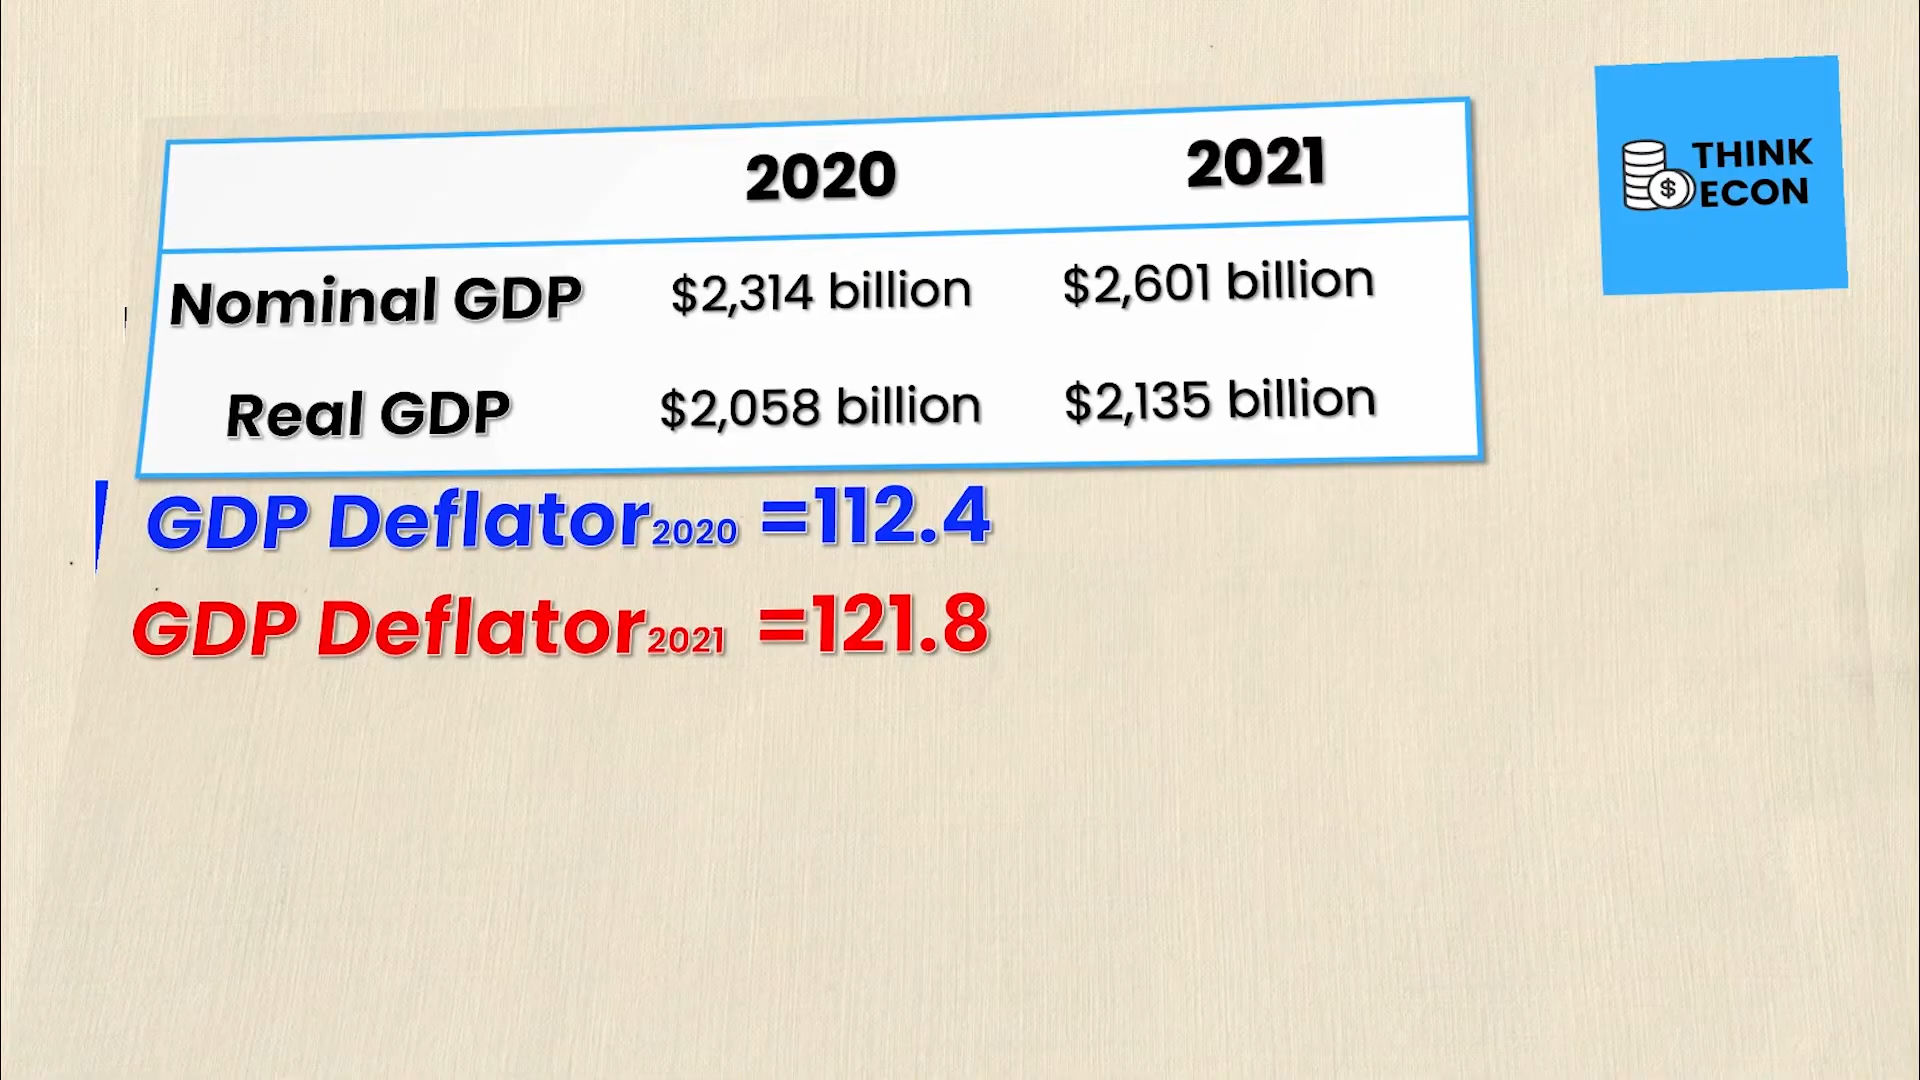 2020 2021
Nominal GDP $2,314 billion $2,601 billion
Real GDP $2,058 billion $2,135 billion
GDP Deflator2020 =112.4
GDP Deflator2021 =121.8
THINK
$ ECON